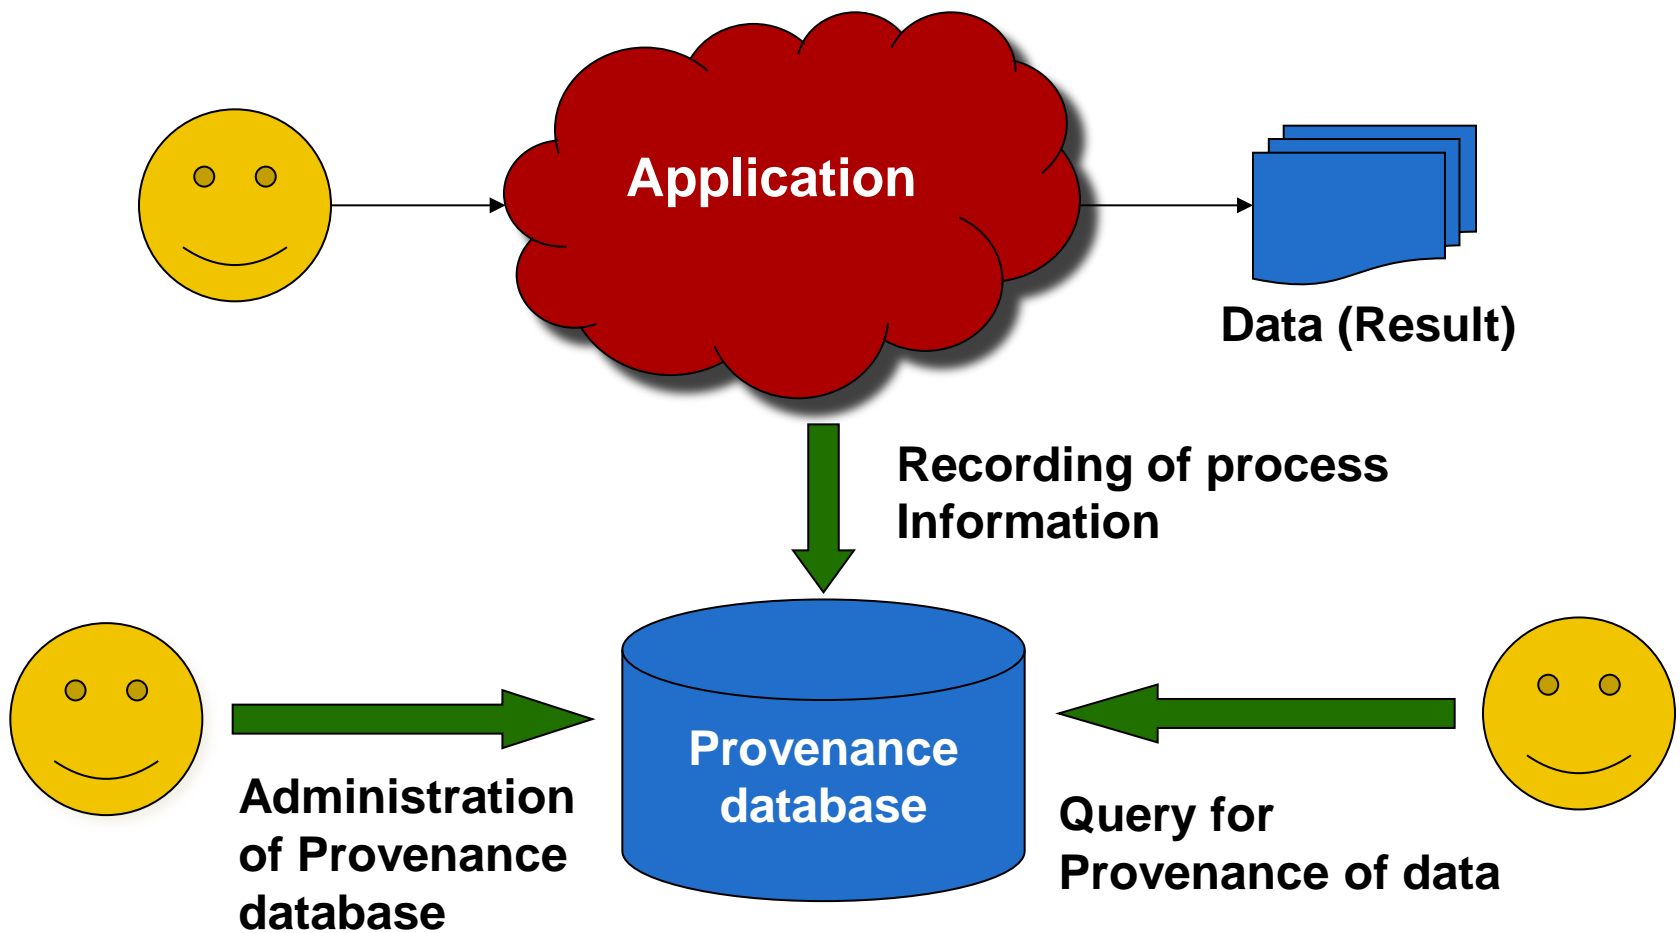 Application
Data (Result)
Recording of process
Information
Provenance
database
Administration
of Provenance
database
Query for
Provenance of data